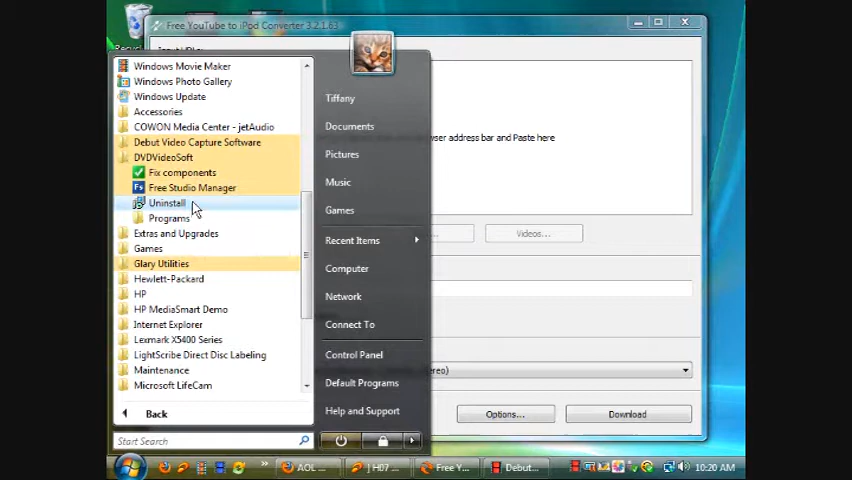 Free YouTube to iPod Converter 3.2.1.63
Windows Movie Maker
Windows Photo Gallery
Windows Update
Accessories
COWON Media Center - jetAudio
Debut Video Capture Software
DVDVideoSoft
Fix components
Free Studio Manager
Uninstall
Programs
Extras and Upgrades
Games
Glary Utilities
Hewlett-Packard
HP
HP MediaSmart Demo
Internet Explorer
Lexmark X5400 Series
LightScribe Direct Disc Labeling
Maintenance
Microsoft LifeCam
Back
Start Search
Tiffany
Documents
Pictures
Music
Games
Recent Items
Computer
Network
Connect To
Control Panel
Default Programs
Help and Support
address bar and Paste here
Videos...
Options...
Download
AOL ...
J H07 ...
Free Y...
Debut...
10:20 AM